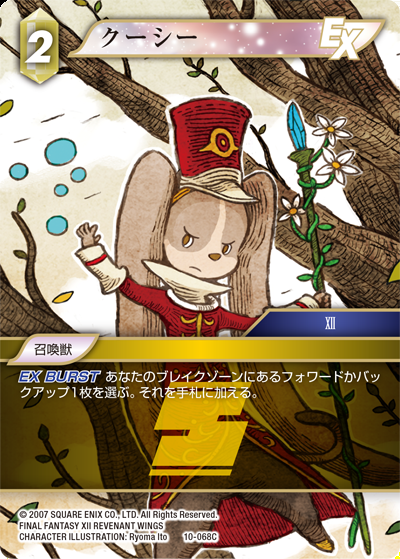 2
クーシー
EX
XII
召喚獣
EX BURST あなたのブレイクゾーンにあるフォワードかバッ
クアップ1枚を選ぶ。それを手札に加える。
© 2007 SQUARE ENIX CO., LTD. All Rights Reserved.
FINAL FANTASY XII REVENANT WINGS
CHARACTER ILLUSTRATION: Ryoma Ito 10-068C